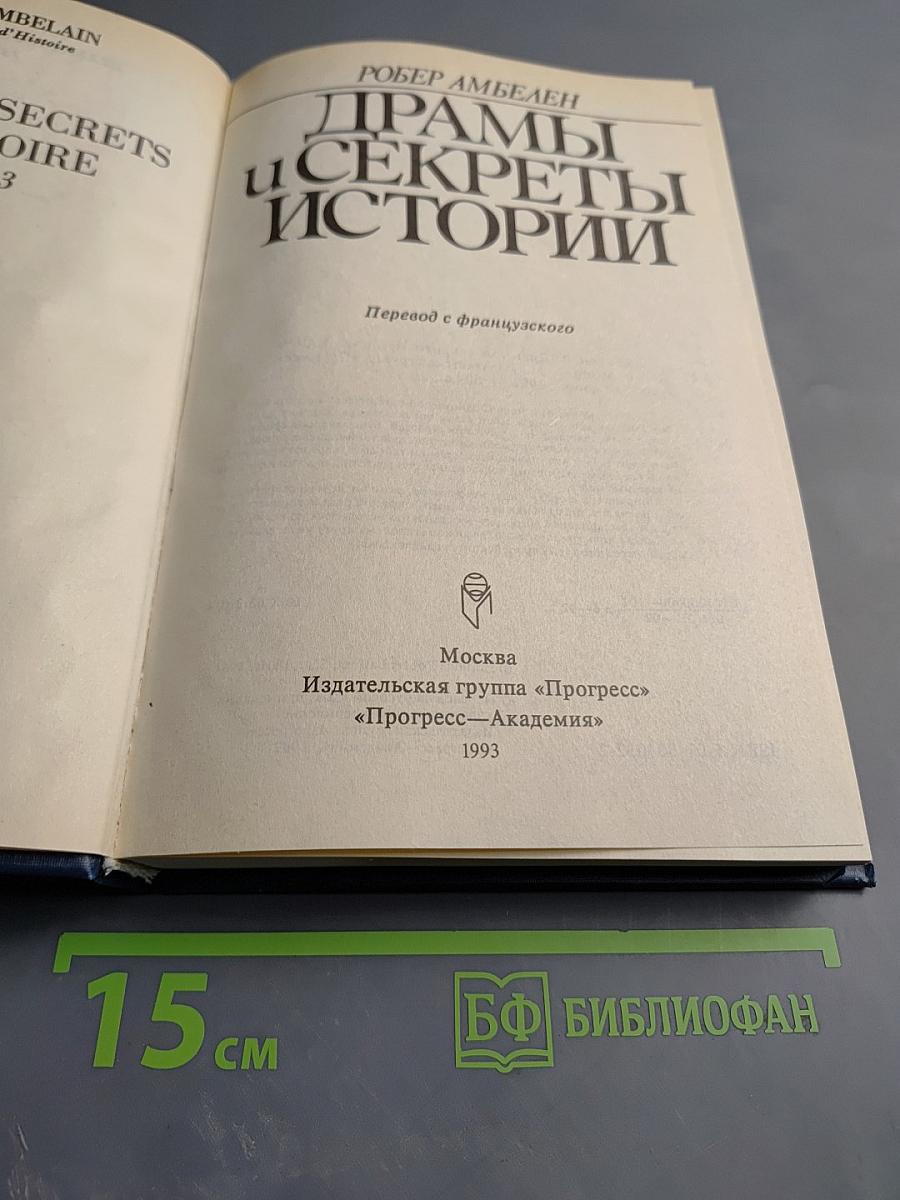 MBELAIN
d'Histoire
SECRETS
OIRE
3
РОБЕР АМБЕЛЕН
ДРАМЫ
и СЕКРЕТЫ
ИСТОРИИ
Перевод с французского
Москва
Издательская группа «Прогресс»
«Прогресс—Академия»
1993
15 см
БФ БИБЛИОФАН